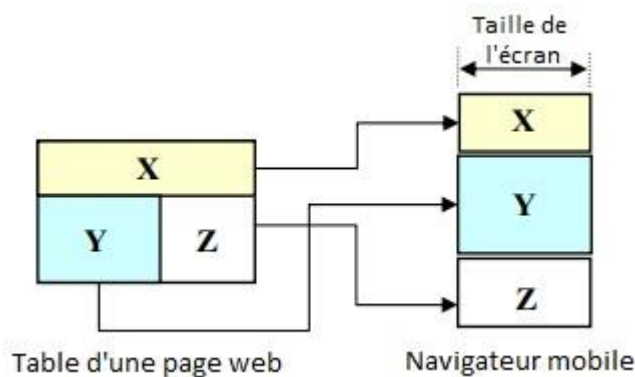 Taille de
l'écran
X
X
Y
Z
Y
Z
Table d'une page web
Navigateur mobile